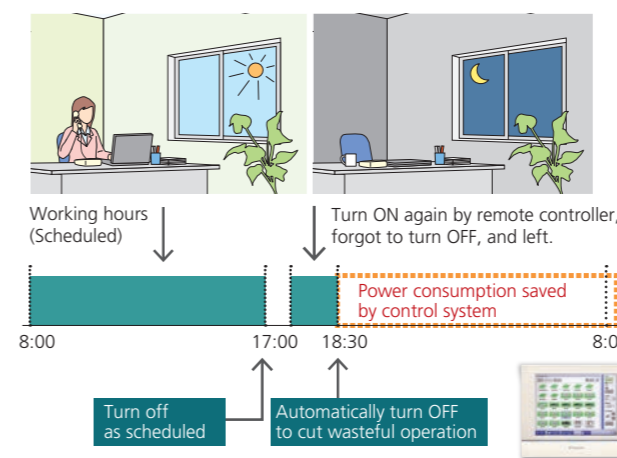 Working hours
(Scheduled)
Turn ON again by remote controller,
forgot to turn OFF, and left.
Power consumption saved
by control system
8:00
17:00
18:30
8:0
Turn off
as scheduled
Automatically turn OFF
to cut wasteful operation